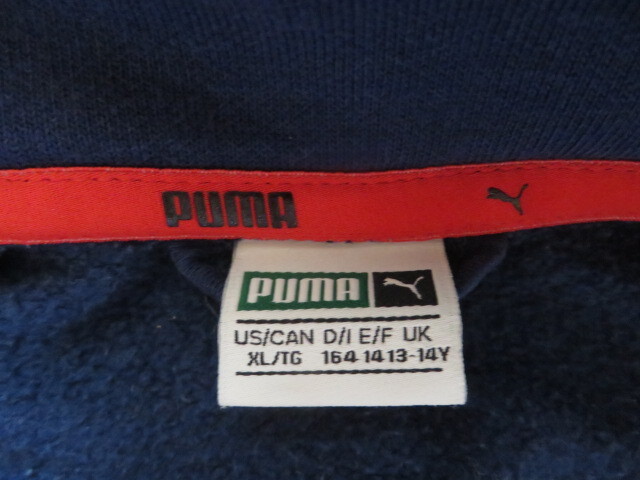 PUMA
PUMA
US/CAN D/I E/F UK
XL/TG 164 14 13-14Y